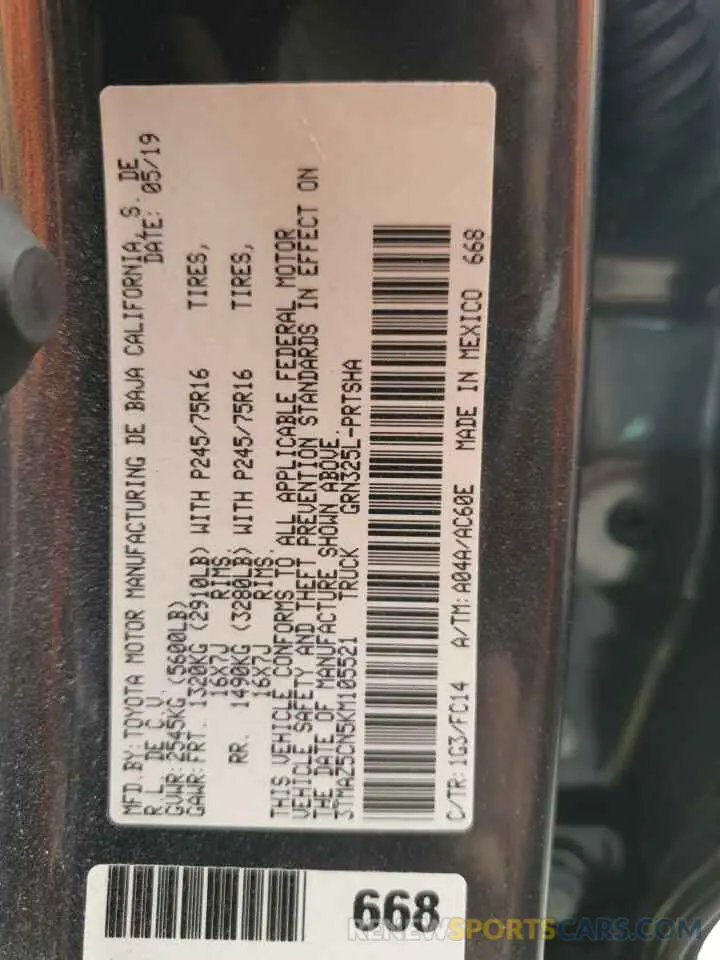 MFD.BY:TOYOTA MOTOR MANUFACTURING DE BAJA CALIFORNIA, S. DE
R L. DE C.V. DATE: 05/19
GVWR:2545KG (5600LB)
GAWR:FRT. 1320KG (2910LB) WITH P245/75R16 TIRES,
16X7J RIMS.
RR. 1490KG (3280LB) WITH P245/75R16 TIRES,
16X7J RIMS.
THIS VEHICLE CONFORMS TO ALL APPLICABLE FEDERAL MOTOR
VEHICLE SAFETY AND THEFT PREVENTION STANDARDS IN EFFECT ON
THE DATE OF MANUFACTURE SHOWN ABOVE.
3TMAZ5CN5KM105521 TRUCK GRN325L-PRTSHA
C/TR:1G3/FC14 A/TM:A04A/AC60E MADE IN MEXICO 668
668
RENEWSPORTSCARS.COM